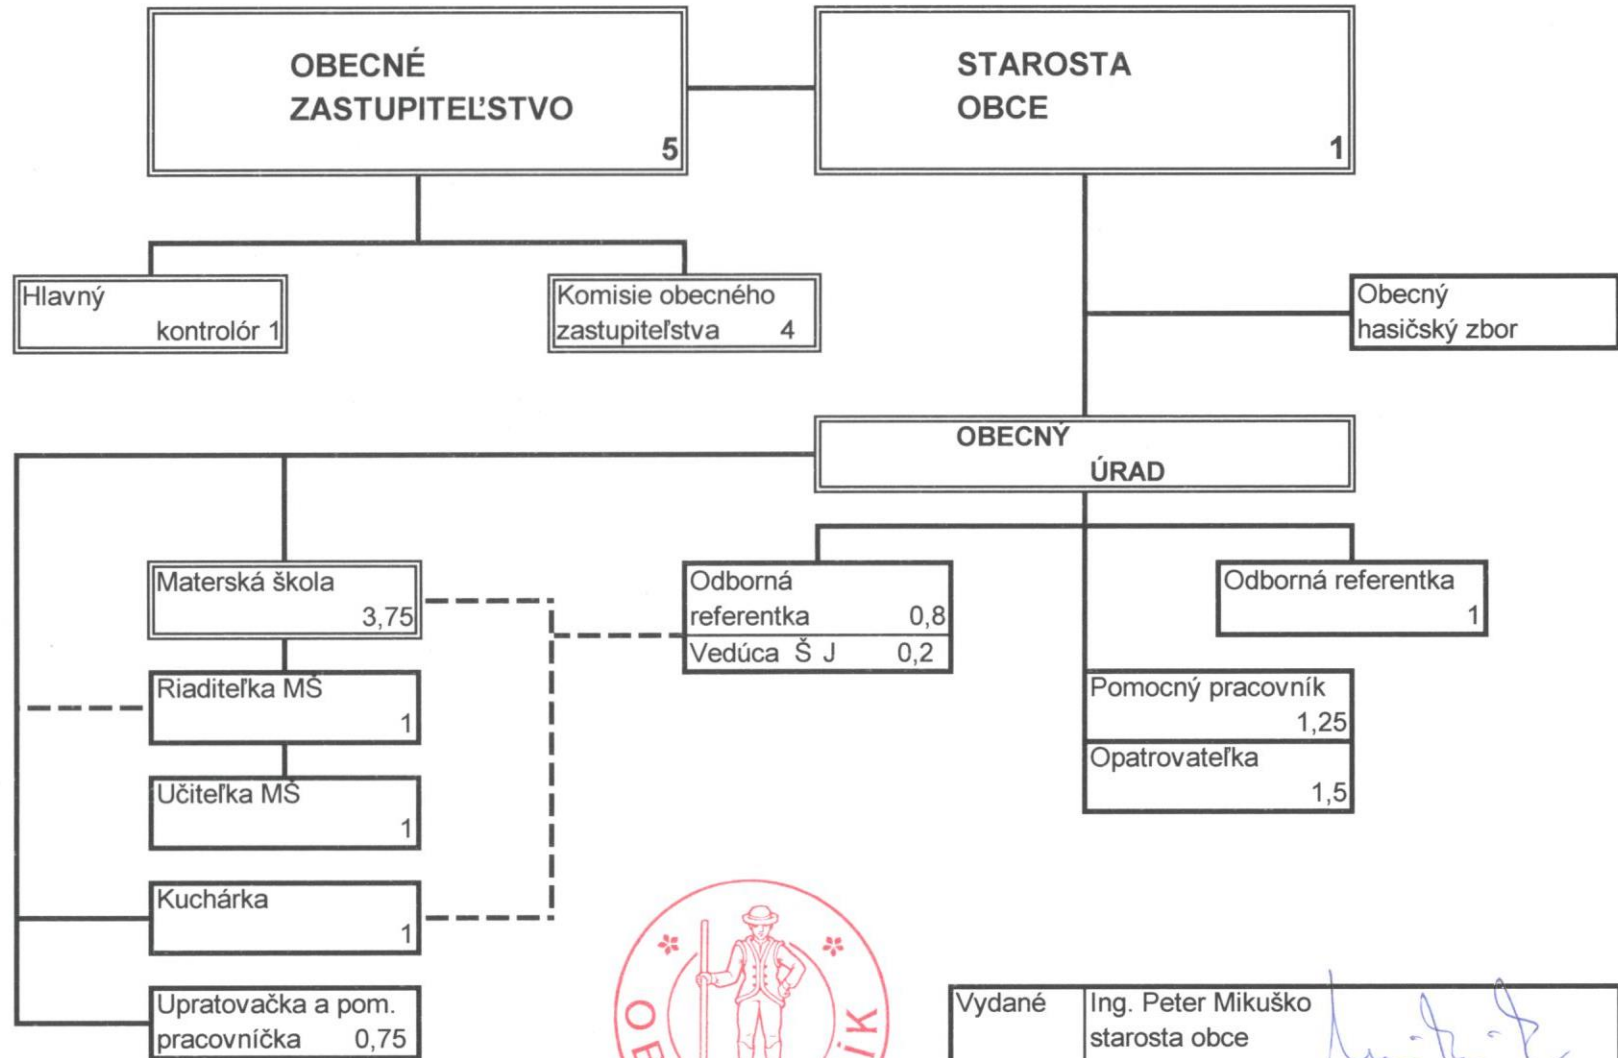 OBECNÉ
ZASTUPITEĽSTVO
5
STAROSTA
OBCE
1
Hlavný
kontrolór 1
Komisie obecného
zastupiteľstva 4
Obecný
hasičský zbor
OBECNÝ
ÚRAD
Materská škola
3,75
Odborná
referentka 0,8
Vedúca Š J 0,2
Odborná referentka
1
Riaditeľka MŠ
1
Pomocný pracovník
1,25
Učiteľka MŠ
1
Opatrovateľka
1,5
Kuchárka
1
Upratovačka a pom.
pracovníčka 0,75
Vydané
Ing. Peter Mikuško
starosta obce